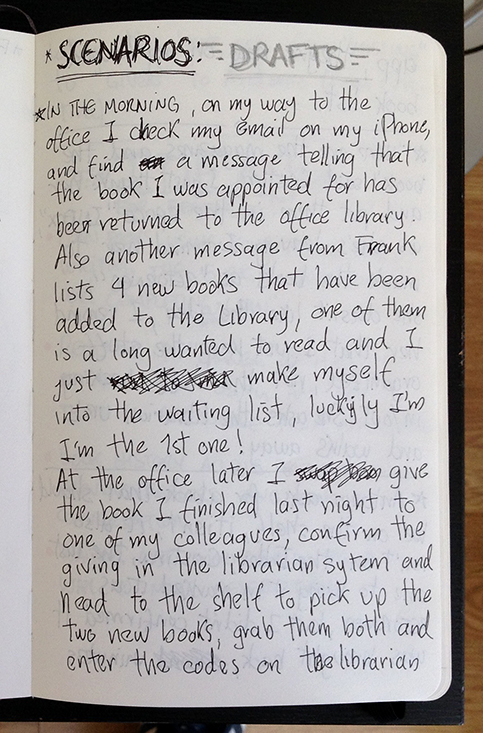 * SCENARIOS: = DRAFTS =
* IN THE MORNING, on my way to the
office I check my email on my iPhone,
and find a message telling that
the book I was appointed for has
been returned to the office library
Also another message from Frank
lists 4 new books that have been
added to the Library, one of them
is a long wanted to read and I
just make myself
into the waiting list, luckyly I'm
I'm the 1st one!
At the office later I give
the book I finished last night to
one of my colleagues, confirm the
giving in the librarian sytem and
head to the shelf to pick up the
two new books, grab them both and
enter the codes on the librarian